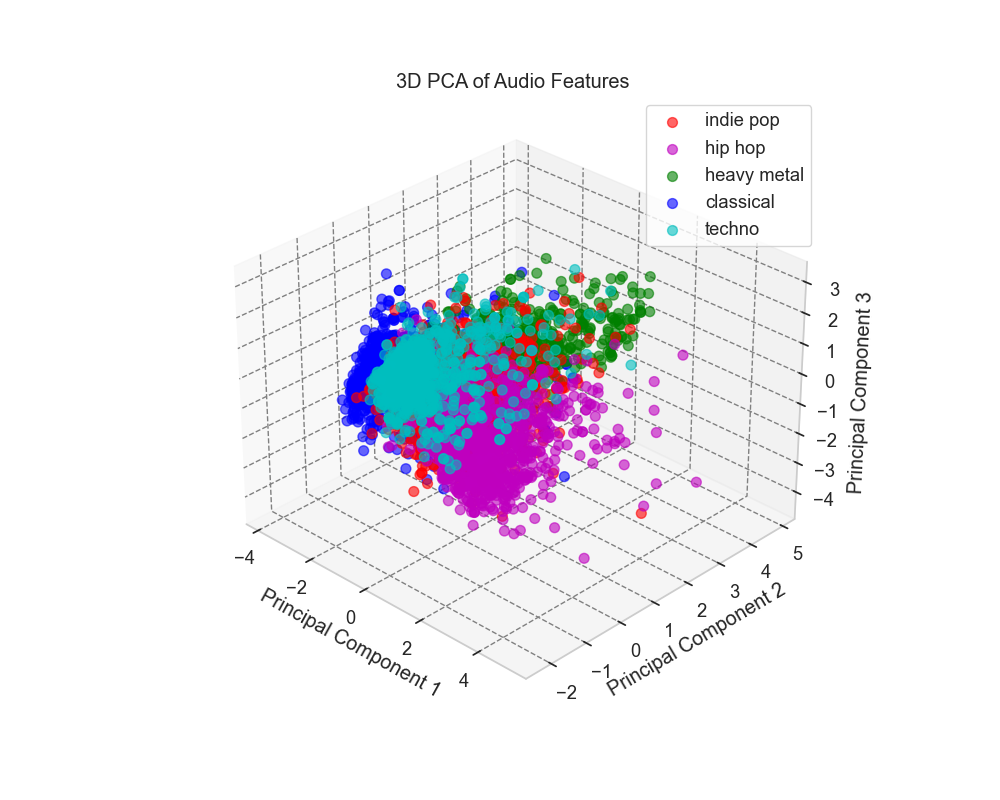 3D PCA of Audio Features
indie pop
hip hop
heavy metal
classical
techno
3
2
1
0
−1
−2
−3
−4
Principal Component 3
−4
−2
0
2
4
Principal Component 1
−2
−1
0
1
2
3
4
5
Principal Component 2